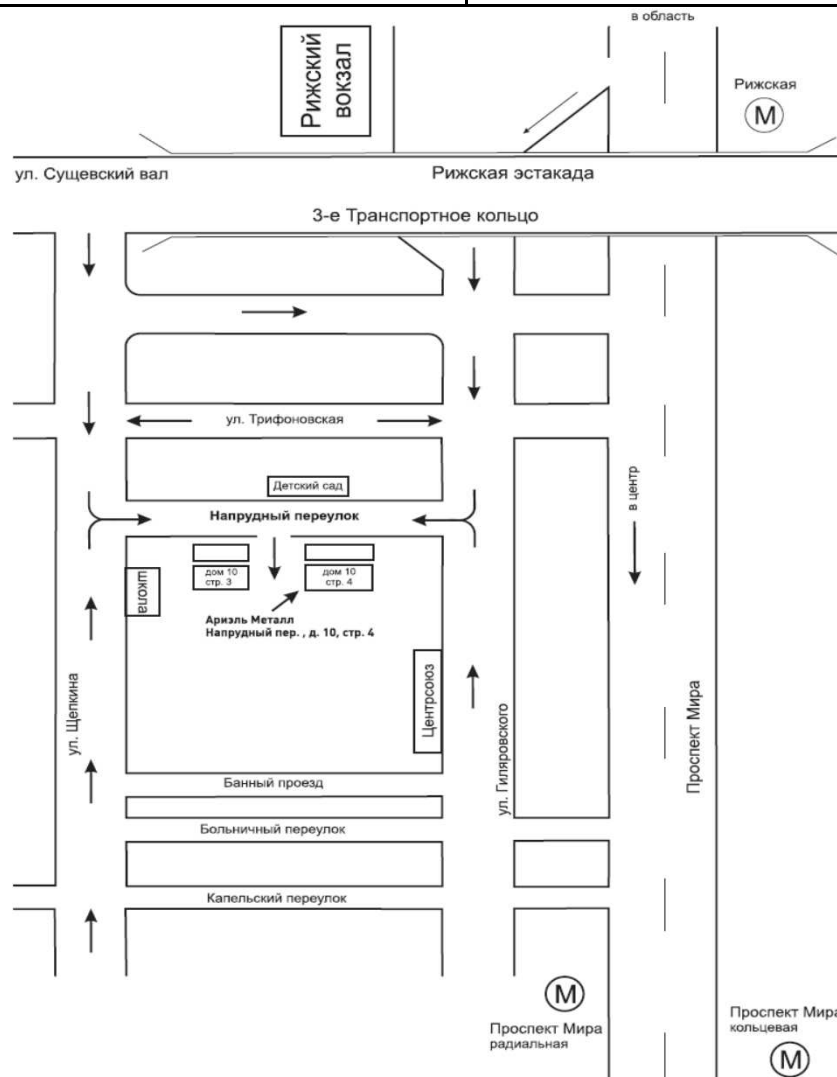 в область
Рижский
вокзал
Рижская
М
ул. Сущевский вал
Рижская эстакада
3-е Транспортное кольцо
ул. Трифоновская
Детский сад
в центр
Напрудный переулок
дом 10
стр. 3
дом 10
стр. 4
школа
Ариэль Металл
Напрудный пер. , д. 10, стр. 4
Центрсоюз
ул. Щепкина
ул. Гиляровского
Проспект Мира
Банный проезд
Больничный переулок
Капельский переулок
М
Проспект Мира
радиальная
Проспект Мира
кольцевая
М